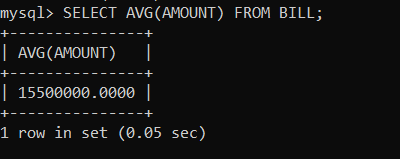 mysql> SELECT AVG(AMOUNT) FROM BILL;
+---------------+
| AVG(AMOUNT)   |
+---------------+
| 15500000.0000 |
+---------------+
1 row in set (0.05 sec)